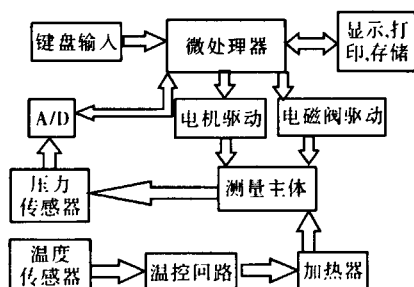 键盘输入
微处理器
显示,打
印,存储
A/D
电机驱动
电磁阀驱动
压力
传感器
测量主体
温度
传感器
温控回路
加热器